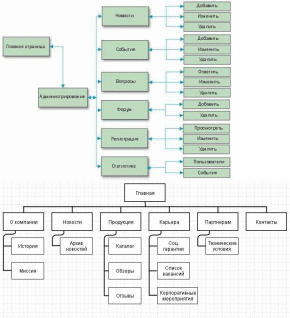 Новости
Добавить
Изменить
Удалить
События
Добавить
Изменить
Удалить
Главная страница
Вопросы
Ответить
Изменить
Удалить
Администрирование
Форум
Добавить
Удалить
Регистрация
Просмотреть
Изменить
Удалить
Статистика
Пользователи
События
Главная
О компании
Новости
Продукция
Карьера
Партнерам
Контакты
История
Архив
новостей
Каталог
Соц.
гарантии
Технические
условия
Миссия
Обзоры
Список
вакансий
Отзывы
Корпоративные
мероприятия